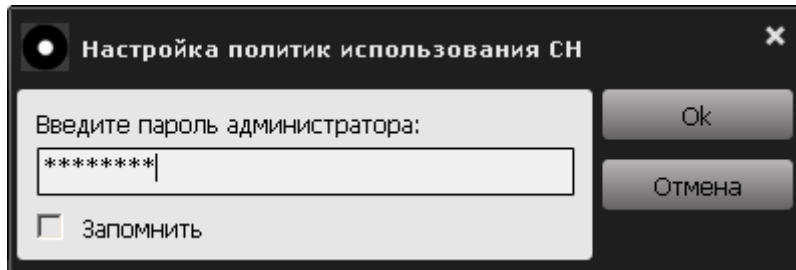 Настройка политик использования СН
Введите пароль администратора:
Ok
********
Отмена
Запомнить